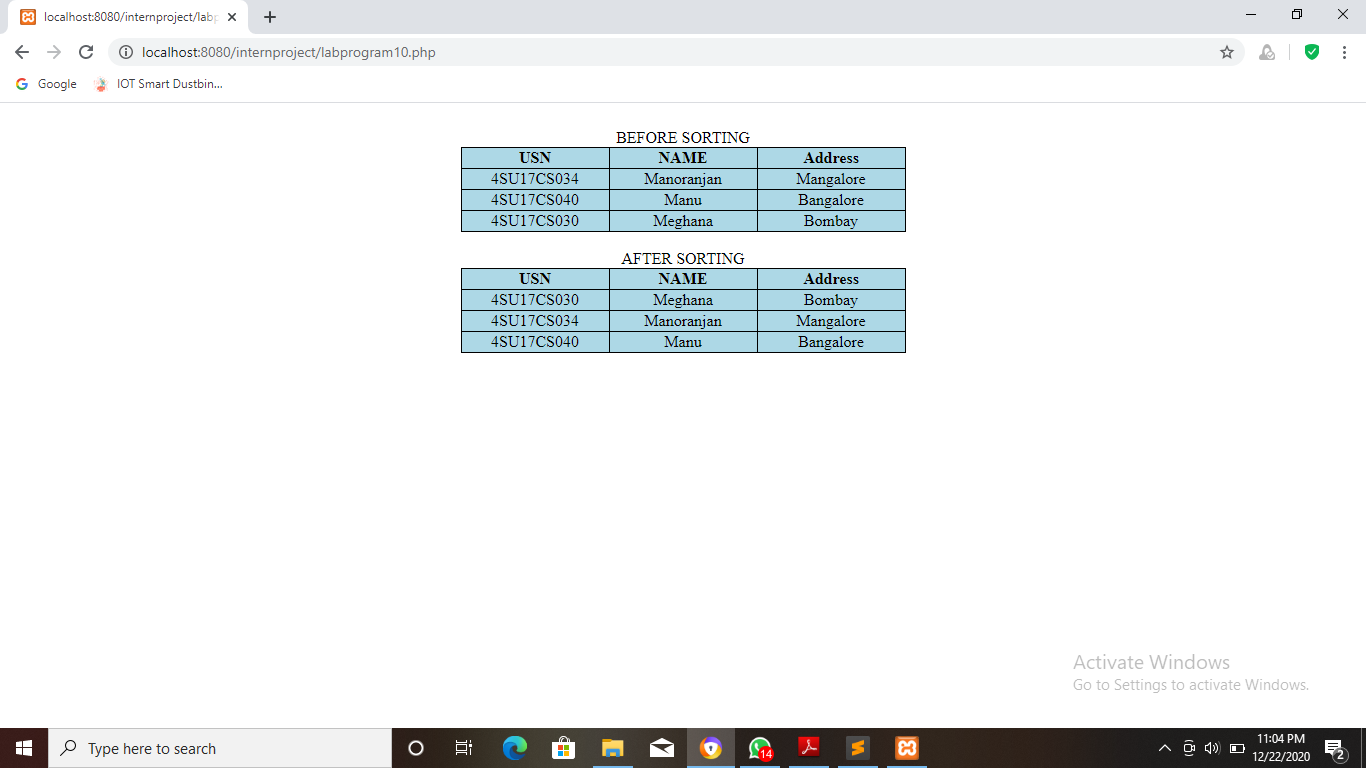 localhost:8080/internproject/labp
localhost:8080/internproject/labprogram10.php
Google IOT Smart Dustbin...
BEFORE SORTING
USN NAME Address
4SU17CS034 Manoranjan Mangalore
4SU17CS040 Manu Bangalore
4SU17CS030 Meghana Bombay
AFTER SORTING
USN NAME Address
4SU17CS030 Meghana Bombay
4SU17CS034 Manoranjan Mangalore
4SU17CS040 Manu Bangalore
Activate Windows
Go to Settings to activate Windows.
Type here to search
14
11:04 PM
12/22/2020
2